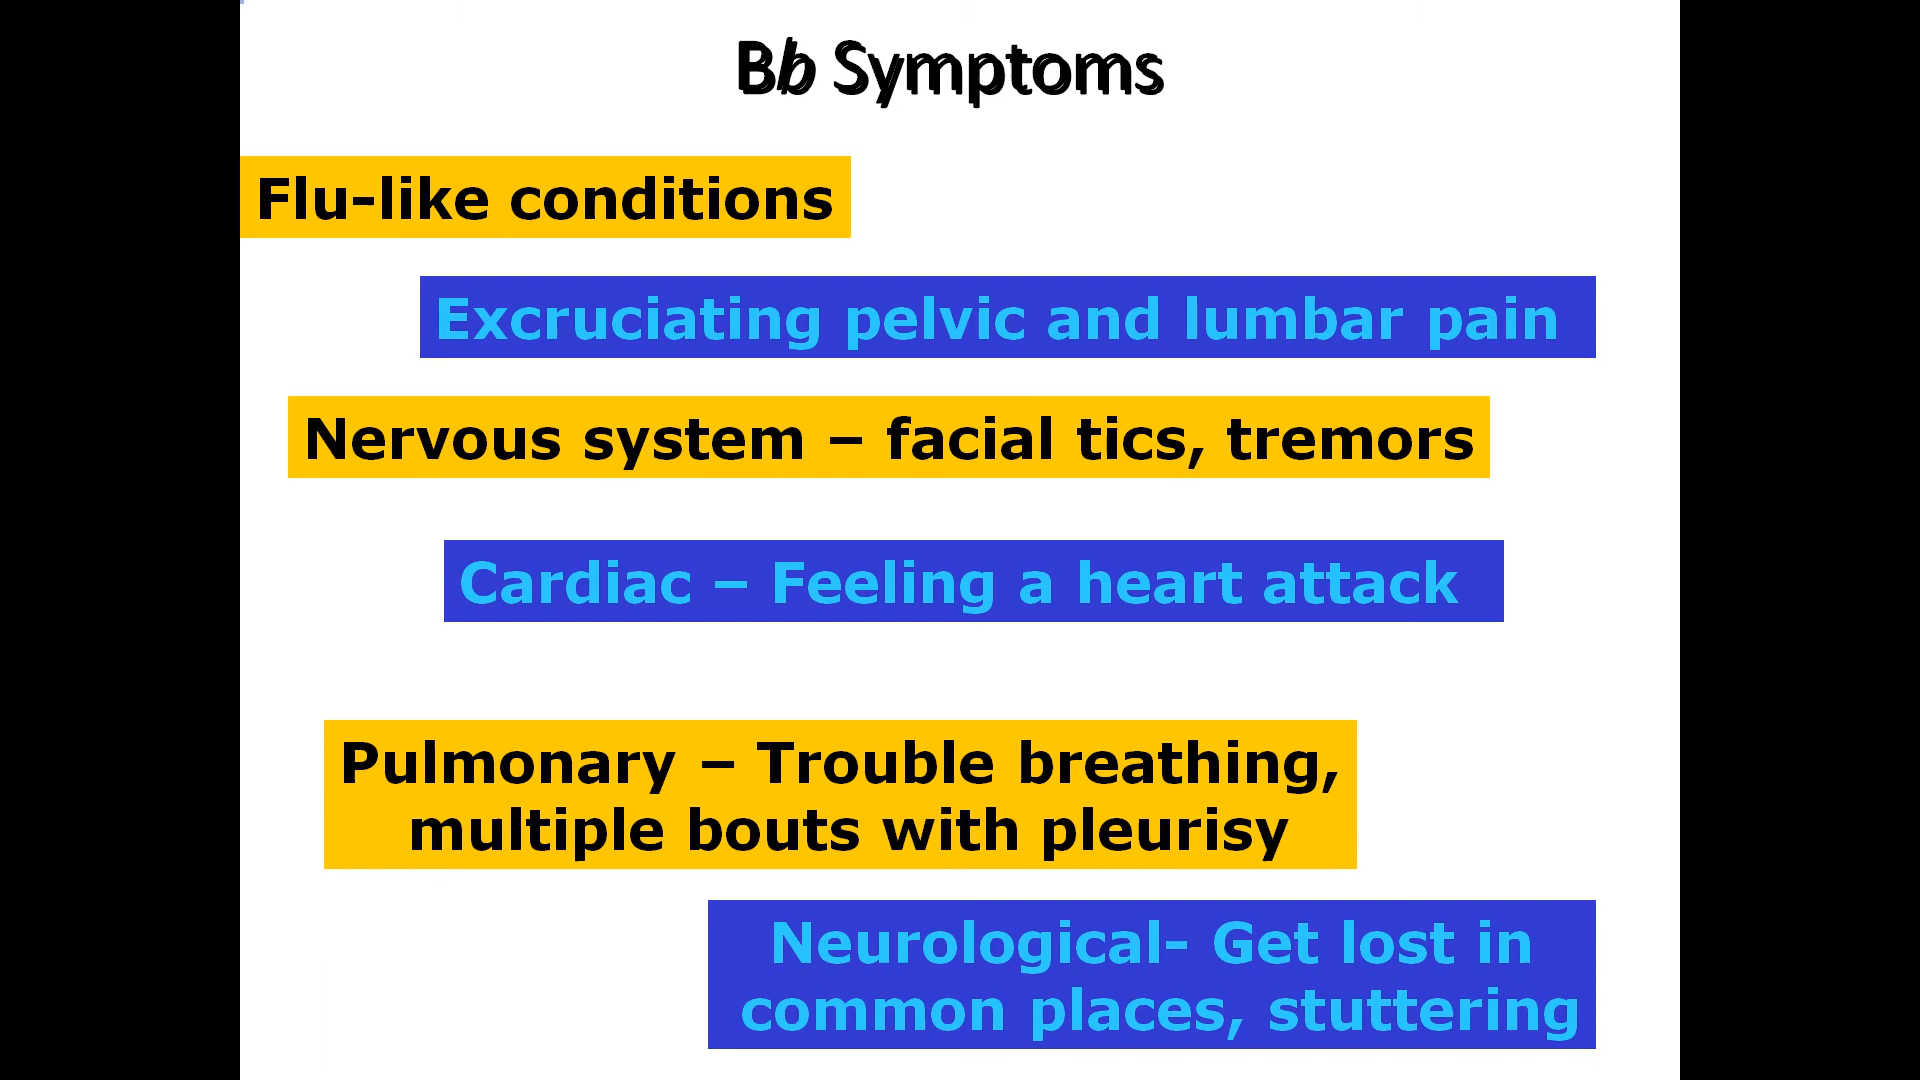 Bb Symptoms
Flu-like conditions
Excruciating pelvic and lumbar pain
Nervous system – facial tics, tremors
Cardiac – Feeling a heart attack
Pulmonary – Trouble breathing,
multiple bouts with pleurisy
Neurological- Get lost in
common places, stuttering